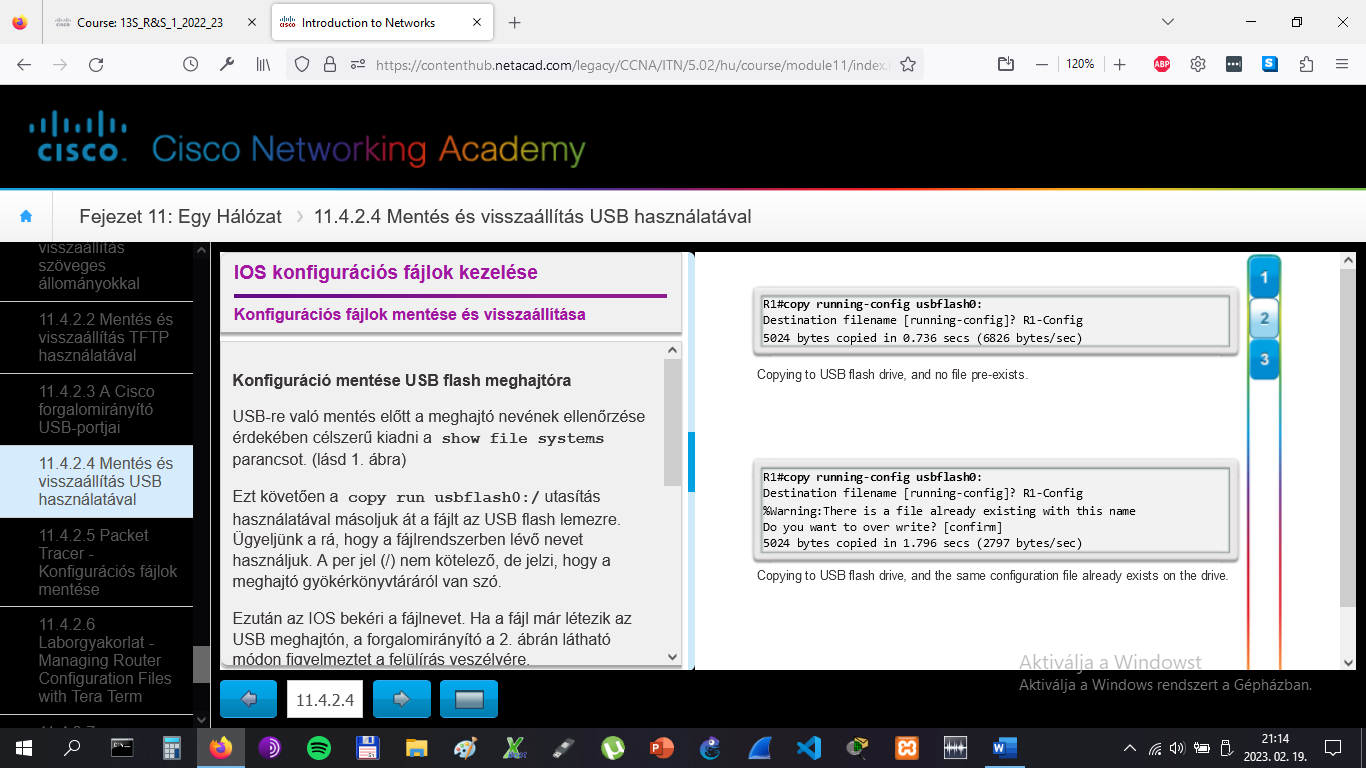 Course: 13S_R&S_1_2022_23
Introduction to Networks
https://contenthub.netacad.com/legacy/CCNA/ITN/5.02/hu/course/module11/index.
120%
ABP
CISCO
Cisco Networking Academy
Fejezet 11: Egy Hálózat
11.4.2.4 Mentés és visszaállítás USB használatával
visszaállítás
szöveges
állományokkal
11.4.2.2 Mentés és
visszaállítás TFTP
használatával
11.4.2.3 A Cisco
forgalomirányító
USB-portjai
11.4.2.4 Mentés és
visszaállítás USB
használatával
11.4.2.5 Packet
Tracer -
Konfigurációs fájlok
mentése
11.4.2.6
Laborgyakorlat -
Managing Router
Configuration Files
with Tera Term
IOS konfigurációs fájlok kezelése
Konfigurációs fájlok mentése és visszaállítása
Konfiguráció mentése USB flash meghajtóra
USB-re való mentés előtt a meghajtó nevének ellenőrzése
érdekében célszerű kiadni a show file systems
parancsot. (lásd 1. ábra)
Ezt követően a copy run usbflash0:/ utasítás
használatával másoljuk át a fájlt az USB flash lemezre.
Ügyeljünk a rá, hogy a fájlrendszerben lévő nevet
használjuk. A per jel (/) nem kötelező, de jelzi, hogy a
meghajtó gyökérkönyvtáráról van szó.
Ezután az IOS bekéri a fájlnevet. Ha a fájl már létezik az
USB meghajtón, a forgalomirányító a 2. ábrán látható
módon figyelmeztet a felülírás veszélyére.
R1#copy running-config usbflash0:
Destination filename [running-config]? R1-Config
5024 bytes copied in 0.736 secs (6826 bytes/sec)
Copying to USB flash drive, and no file pre-exists.
R1#copy running-config usbflash0:
Destination filename [running-config]? R1-Config
%Warning:There is a file already existing with this name
Do you want to over write? [confirm]
5024 bytes copied in 1.796 secs (2797 bytes/sec)
Copying to USB flash drive, and the same configuration file already exists on the drive.
1
2
3
Aktiválja a Windowst
Aktiválja a Windows rendszert a Gépházban.
11.4.2.4
21:14
2023. 02. 19.